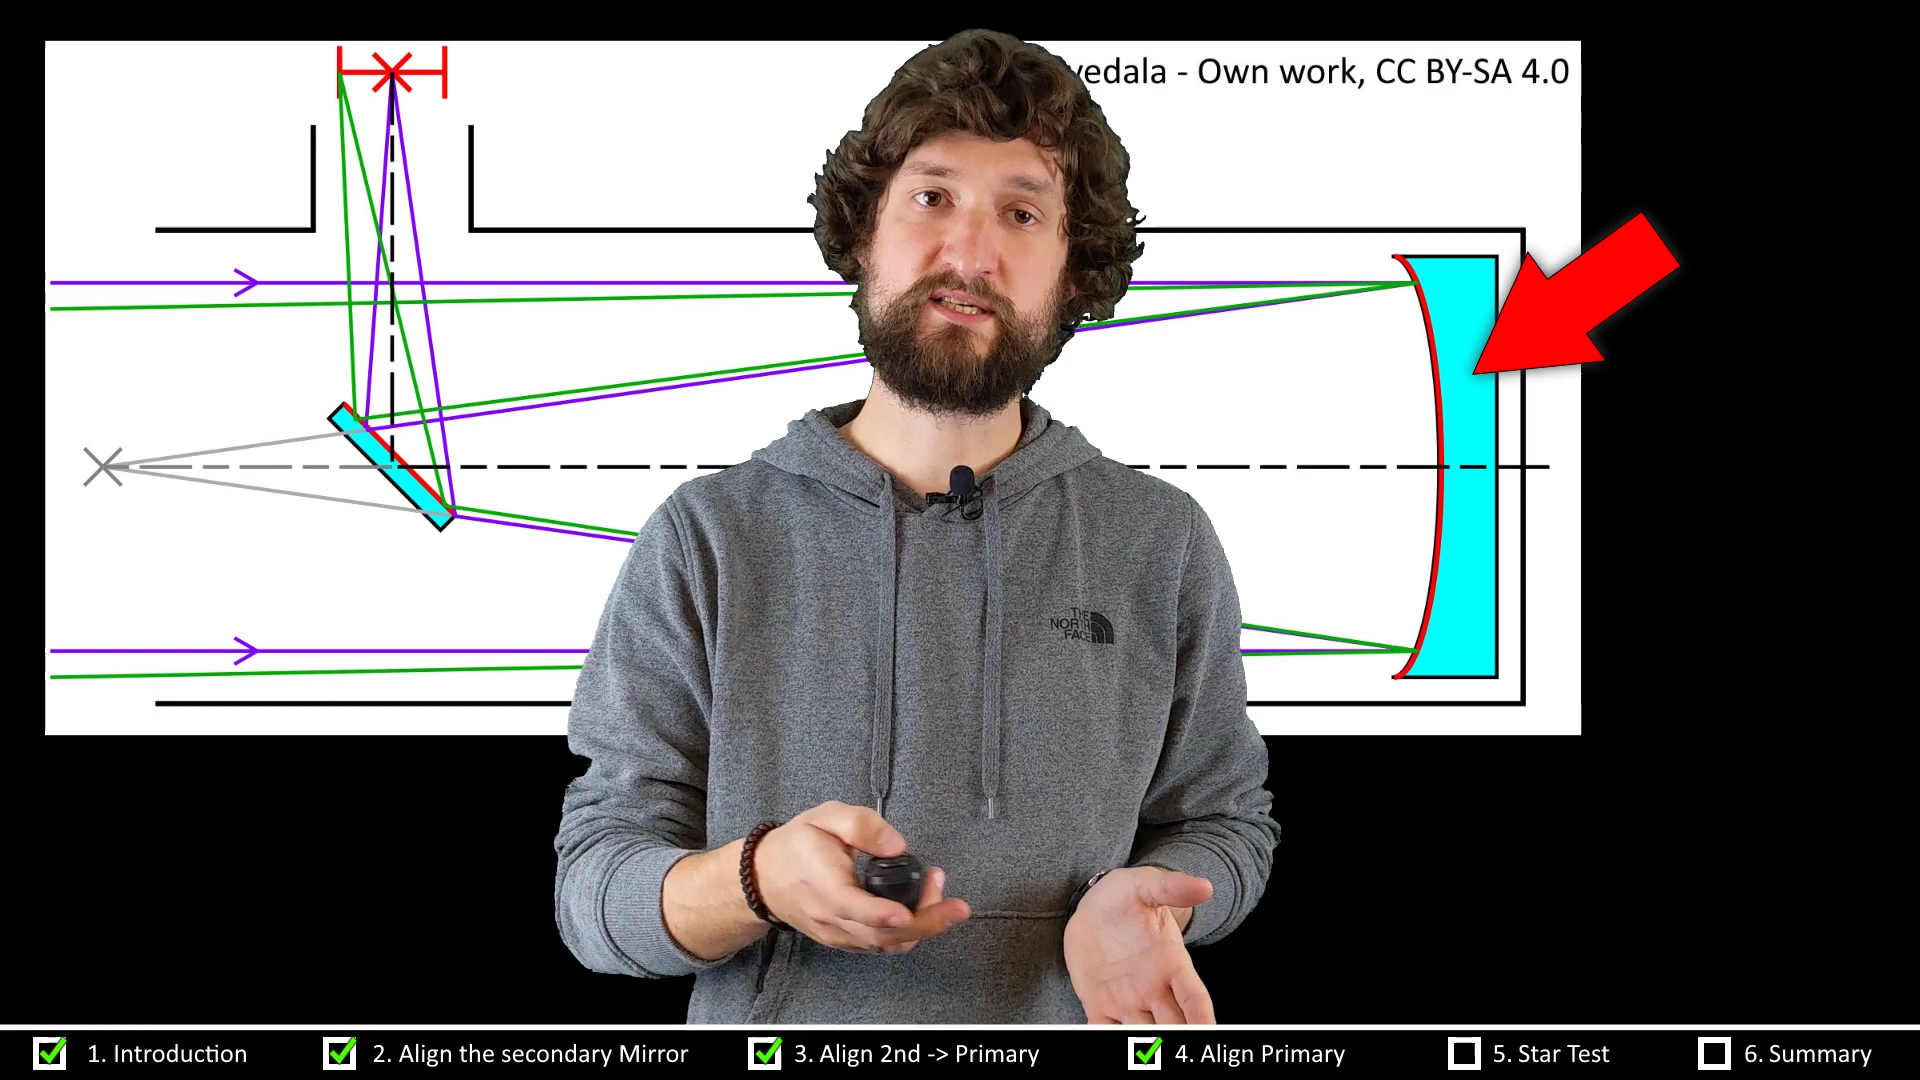 vedala - Own work, CC BY-SA 4.0
THE
NORTH
FACE
1. Introduction
2. Align the secondary Mirror
3. Align 2nd -> Primary
4. Align Primary
5. Star Test
6. Summary